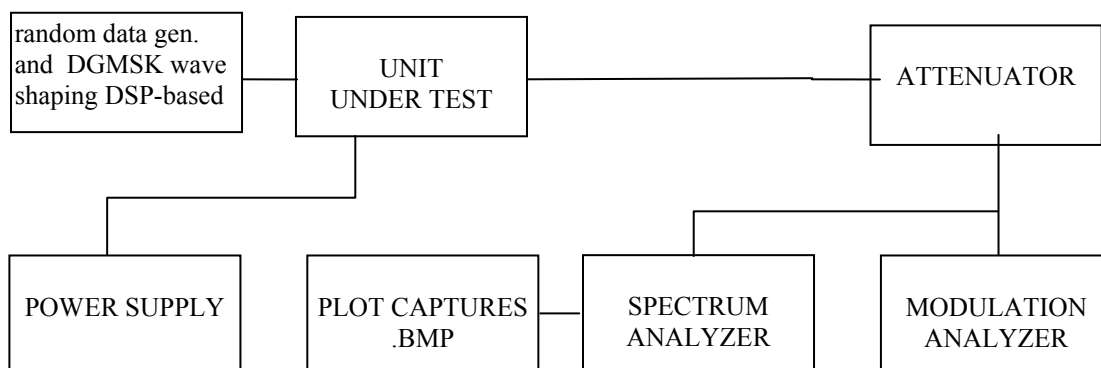 random data gen.
and DGMSK wave
shaping DSP-based
UNIT
UNDER TEST
ATTENUATOR
POWER SUPPLY
PLOT CAPTURES
.BMP
SPECTRUM
ANALYZER
MODULATION
ANALYZER